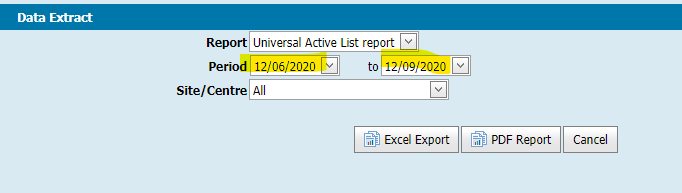 Data Extract
Report Universal Active List report
Period 12/06/2020 to 12/09/2020
Site/Centre All
Excel Export PDF Report Cancel